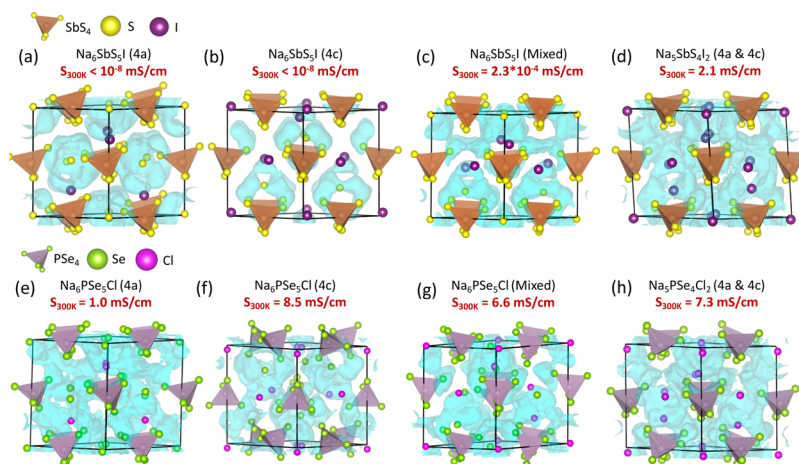 SbS₄ S I
(a) Na₆SbS₅I (4a)
S₃₀₀ₖ < 10⁻⁸ mS/cm
(b) Na₆SbS₅I (4c)
S₃₀₀ₖ < 10⁻⁸ mS/cm
(c) Na₆SbS₅I (Mixed)
S₃₀₀ₖ = 2.3*10⁻⁴ mS/cm
(d) Na₅SbS₄I₂ (4a & 4c)
S₃₀₀ₖ = 2.1 mS/cm
PSe₄ Se Cl
(e) Na₆PSe₅Cl (4a)
S₃₀₀ₖ = 1.0 mS/cm
(f) Na₆PSe₅Cl (4c)
S₃₀₀ₖ = 8.5 mS/cm
(g) Na₆PSe₅Cl (Mixed)
S₃₀₀ₖ = 6.6 mS/cm
(h) Na₅PSe₄Cl₂ (4a & 4c)
S₃₀₀ₖ = 7.3 mS/cm